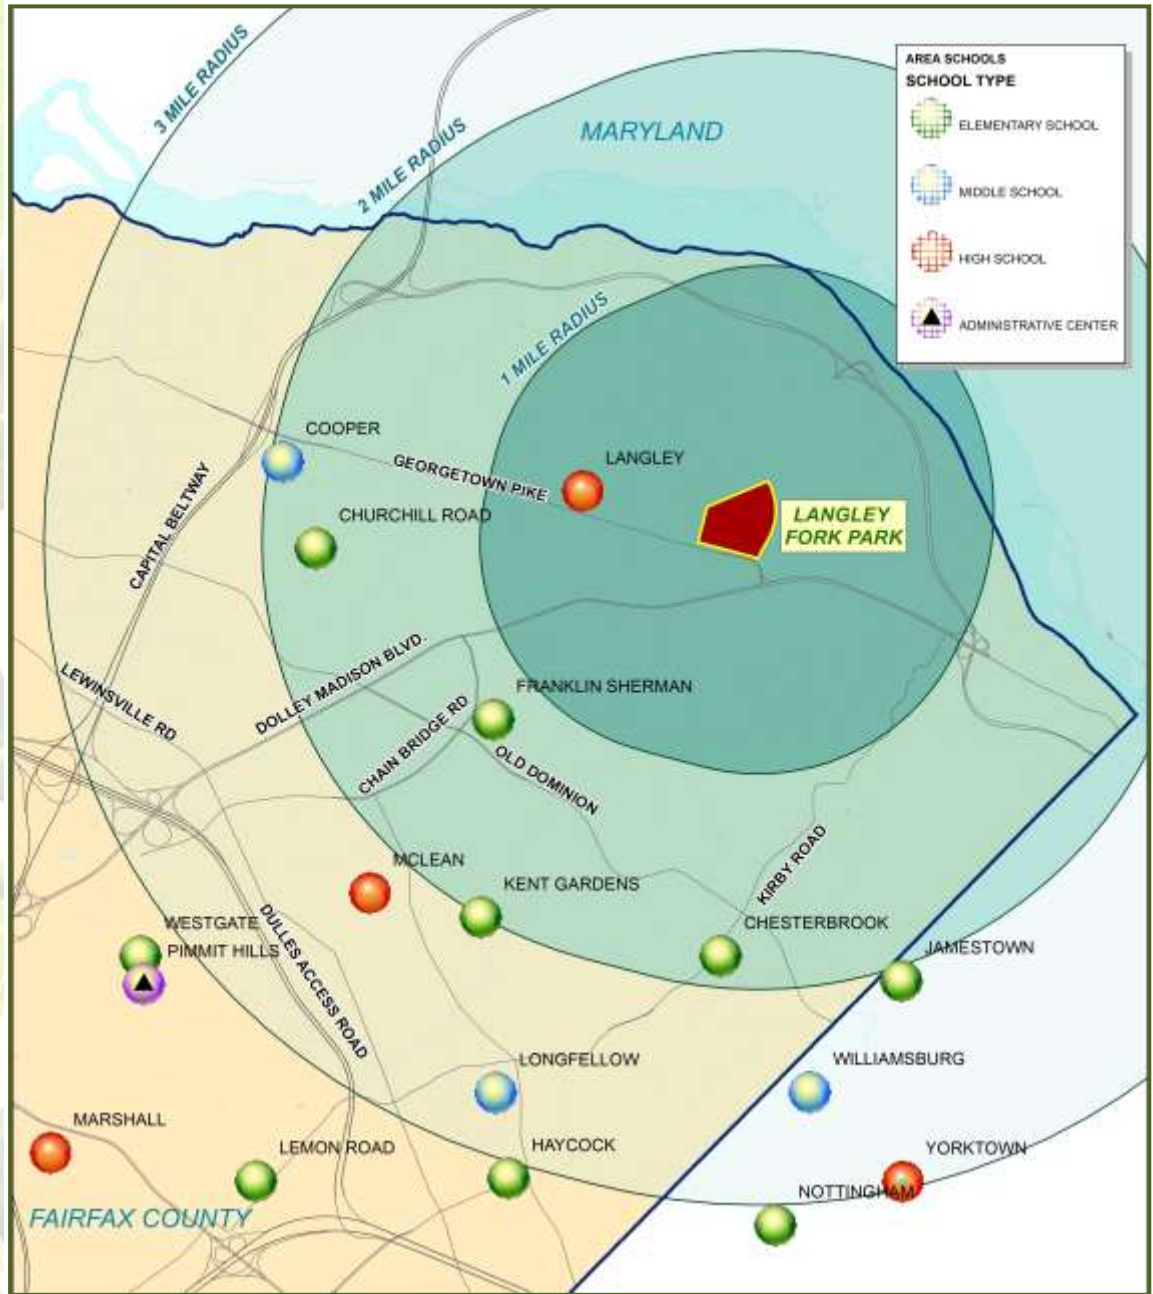 3 MILE RADIUS
2 MILE RADIUS
MARYLAND
AREA SCHOOLS
SCHOOL TYPE
ELEMENTARY SCHOOL
MIDDLE SCHOOL
HIGH SCHOOL
ADMINISTRATIVE CENTER
1 MILE RADIUS
COOPER
GEORGETOWN PIKE
LANGLEY
CHURCHILL ROAD
LANGLEY
FORK PARK
CAPITAL BELTWAY
LEWINSVILLE RD
DOLLEY MADISON BLVD.
FRANKLIN SHERMAN
CHAIN BRIDGE RD
OLD DOMINION
MCLEAN
KENT GARDENS
KIRBY ROAD
CHESTERBROOK
WESTGATE
PIMMIT HILLS
DULLES ACCESS ROAD
JAMESTOWN
LONGFELLOW
WILLIAMSBURG
MARSHALL
LEMON ROAD
HAYCOCK
YORKTOWN
NOTTINGHAM
FAIRFAX COUNTY